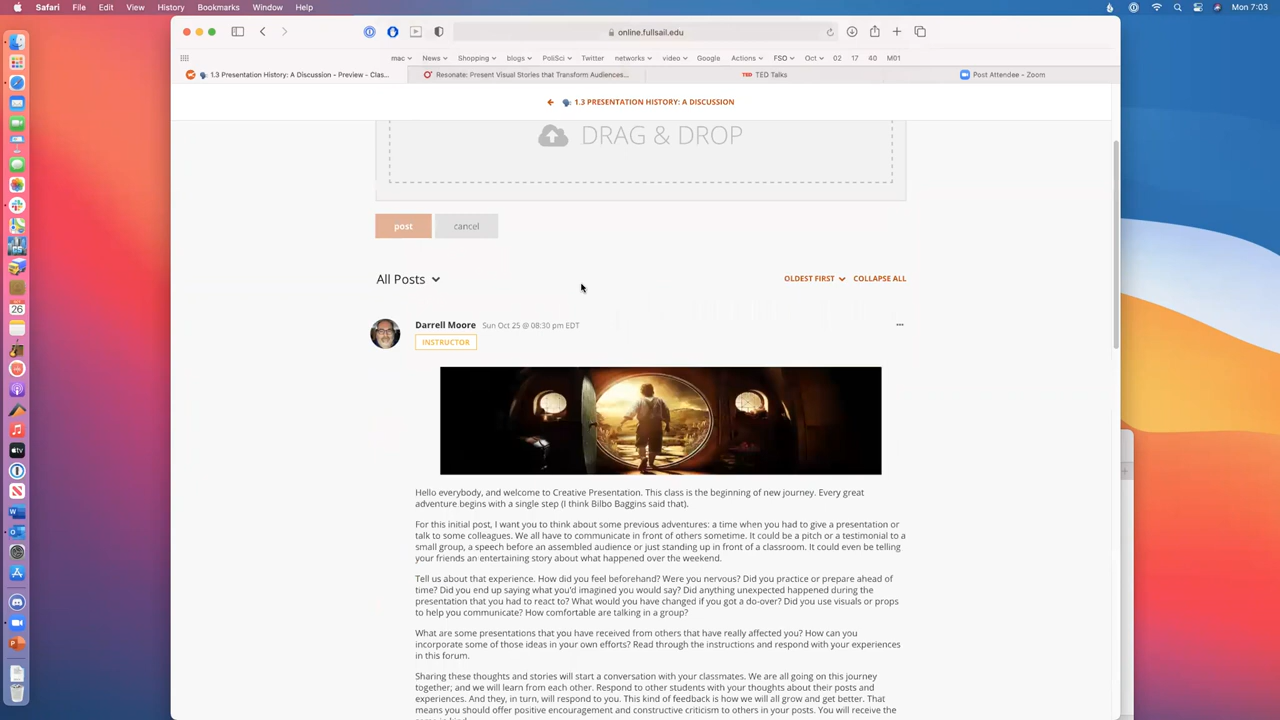 Safari File Edit View History Bookmarks Window Help Mon 7:03
online.fullsail.edu
mac News Shopping blogs PoliSci Twitter networks video Google Actions FSO Oct 02 17 40 M01
1.3 Presentation History: A Discussion - Preview - Clas... Resonate: Present Visual Stories that Transform Audiences... TED TED Talks Post Attendee - Zoom
1.3 PRESENTATION HISTORY: A DISCUSSION
DRAG & DROP
post cancel
All Posts OLDEST FIRST COLLAPSE ALL
Darrell Moore Sun Oct 25 @ 08:30 pm EDT
INSTRUCTOR
Hello everybody, and welcome to Creative Presentation. This class is the beginning of new journey. Every great
adventure begins with a single step (I think Bilbo Baggins said that).
For this initial post, I want you to think about some previous adventures: a time when you had to give a presentation or
talk to some colleagues. We all have to communicate in front of others sometime. It could be a pitch or a testimonial to a
small group, a speech before an assembled audience or just standing up in front of a classroom. It could even be telling
your friends an entertaining story about what happened over the weekend.
Tell us about that experience. How did you feel beforehand? Were you nervous? Did you practice or prepare ahead of
time? Did you end up saying what you'd imagined you would say? Did anything unexpected happened during the
presentation that you had to react to? What would you have changed if you got a do-over? Did you use visuals or props
to help you communicate? How comfortable are talking in a group?
What are some presentations that you have received from others that have really affected you? How can you
incorporate some of those ideas in your own efforts? Read through the instructions and respond with your experiences
in this forum.
Sharing these thoughts and stories will start a conversation with your classmates. We are all going on this journey
together; and we will learn from each other. Respond to other students with your thoughts about their posts and
experiences. And they, in turn, will respond to you. This kind of feedback is how we will all grow and get better. That
means you should offer positive encouragement and constructive criticism to others in your posts. You will receive the